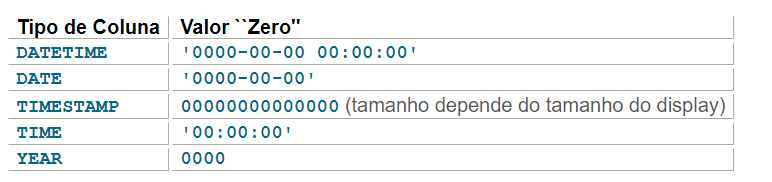 Tipo de Coluna Valor ``Zero''
DATETIME '0000-00-00 00:00:00'
DATE '0000-00-00'
TIMESTAMP 00000000000000 (tamanho depende do tamanho do display)
TIME '00:00:00'
YEAR 0000